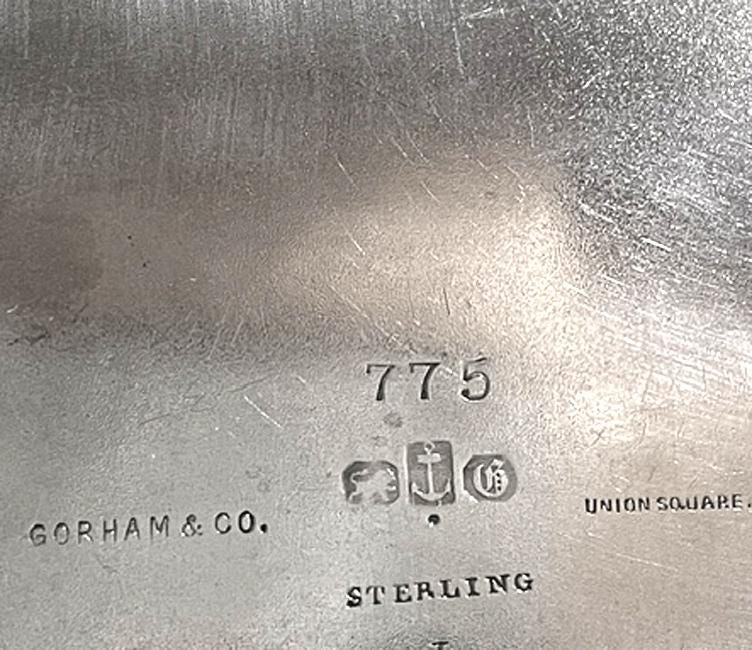 775
G
GORHAM & CO.
UNION SQUARE.
STERLING